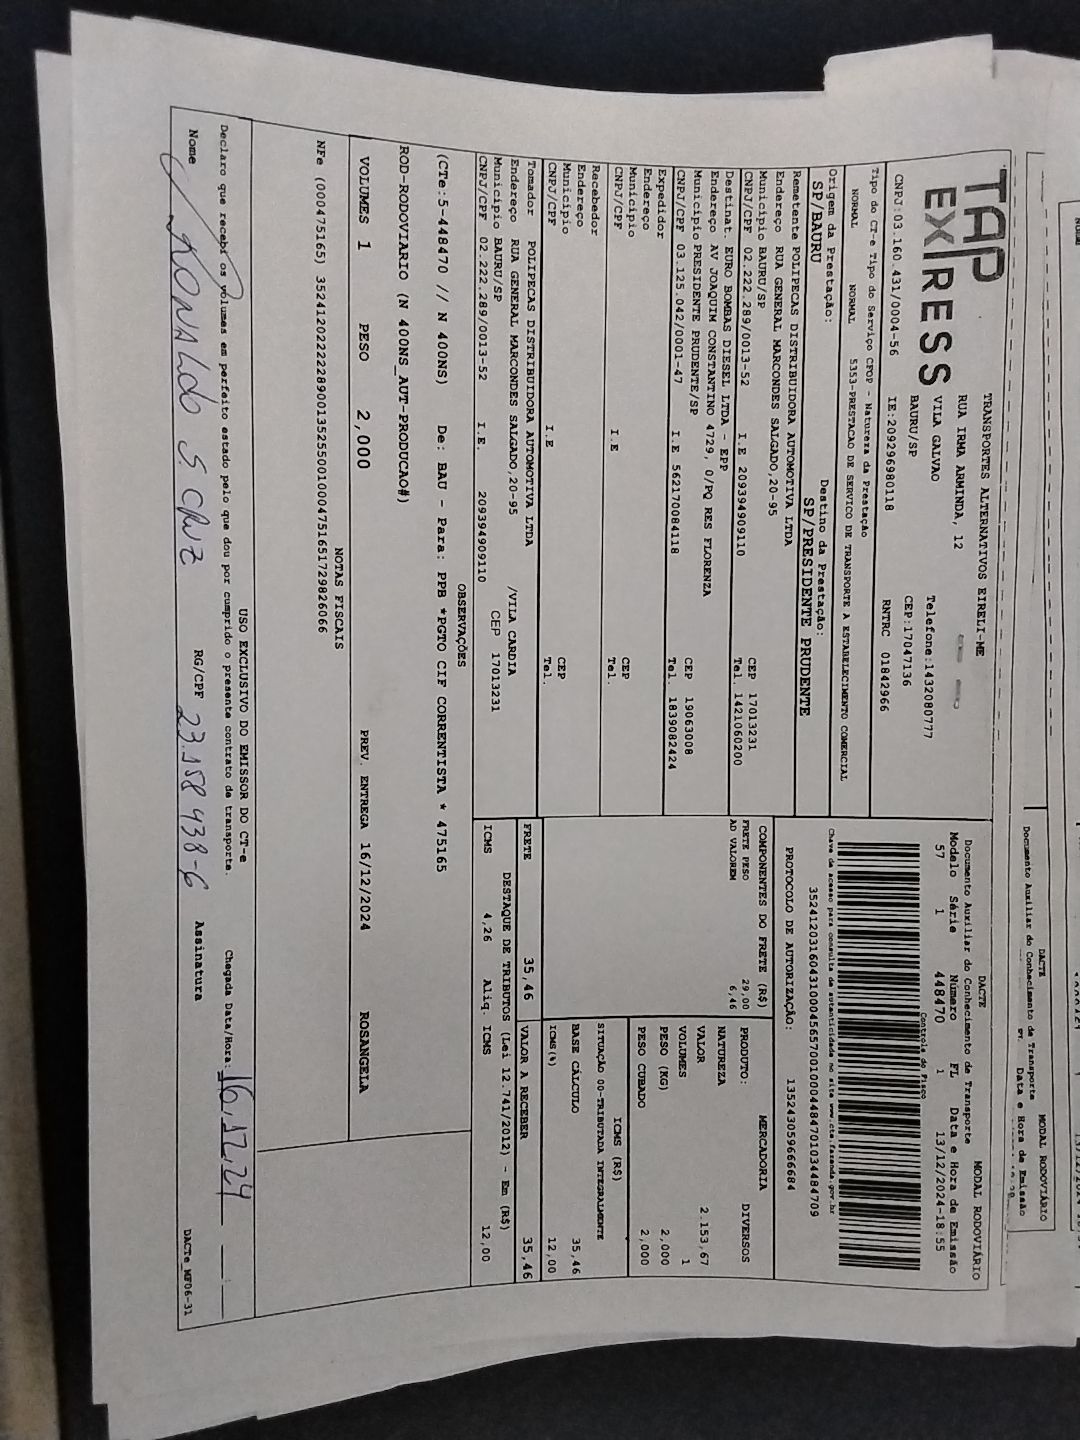 TAP
EXPRESS
TRANSPORTES ALTERNATIVOS EIRELI-ME
RUA IRMA ARMINDA, 12
VILA GALVAO Telefone:1432080777
BAURU/SP CEP:17047136
CNPJ:03.160.431/0004-56 IE:209296980118 RNTRC 01842966
DACTE MODAL RODOVIÁRIO
Documento Auxiliar do Conhecimento de Transporte
Modelo Série Número FL Data e Hora de Emissão
57 1 448470 1 13/12/2024-18:55
Controle do Fisco
Chave de acesso para consulta de autenticidade no site www.cte.fazenda.gov.br
PROTOCOLO DE AUTORIZAÇÃO: 135243059666684
Tipo do CT-e Tipo do Serviço CFOP - Natureza da Prestação
NORMAL NORMAL 5353-PRESTACAO DE SERVICO DE TRANSPORTE A ESTABELECIMENTO COMERCIAL
Origem da Prestação: Destino da Prestação:
SP/BAURU SP/PRESIDENTE PRUDENTE
Remetente POLIPECAS DISTRIBUIDORA AUTOMOTIVA LTDA
Endereço RUA GENERAL MARCONDES SALGADO,20-95
Município BAURU/SP CEP 17013231
CNPJ/CPF 02.222.289/0013-52 I.E 209394909110 Tel. 1421060200
Destinat: EURO BOMBAS DIESEL LTDA - EPP
Endereço AV JOAQUIM CONSTANTINO 4729, 0/PQ RES FLORENZA
Município PRESIDENTE PRUDENTE/SP CEP 19063008
CNPJ/CPF 03.125.042/0001-47 I.E 562170084118 Tel. 1839082424
Expedidor
Endereço
Município CEP
CNPJ/CPF I.E Tel.
Recebedor
Endereço
Município CEP
CNPJ/CPF I.E Tel.
Tomador POLIPECAS DISTRIBUIDORA AUTOMOTIVA LTDA
Endereço RUA GENERAL MARCONDES SALGADO,20-95 /VILA CARDIA
Município BAURU/SP CEP 17013231
CNPJ/CPF 02.222.289/0013-52 I.E. 209394909110
COMPONENTES DO FRETE (R$)
FRETE PESO 29,00
AD VALOREM 6,46
MERCADORIA
PRODUTO: DIVERSOS
NATUREZA
VALOR 2.153,67
VOLUMES 1
PESO (KG) 2,000
PESO CUBADO 2,000
ICMS (R$)
SITUAÇÃO 00-TRIBUTADA INTEGRALMENTE
BASE CÁLCULO 35,46
ICMS (%) 12,00
FRETE 35,46 VALOR A RECEBER 35,46
DESTAQUE DE TRIBUTOS (Lei 12.741/2012) - Em (R$)
ICMS 4,26 Aliq. ICMS 12,00
OBSERVAÇÕES
(CTe:5-448470 // N 400NS) De: BAU - Para: PPB *PGTO CIF CORRENTISTA * 475165
ROD-RODOVIARIO (N 400NS_AUT-PRODUCAO#)
VOLUMES 1 PESO 2,000 PREV. ENTREGA 16/12/2024 ROSANGELA
NOTAS FISCAIS
NFe (000475165)
USO EXCLUSIVO DO EMISSOR DO CT-e
Declaro que recebi os volumes em perfeito estado pelo que dou por cumprido o presente contrato de transporte. Chegada Data/Hora: 16.12.24
Nome RONALDO S. CRUZ RG/CPF 23.158 938-6 Assinatura
DACTe_MF06-31
DACTE MODAL RODOVIÁRIO
Documento Auxiliar do Conhecimento de Transporte
Data e Hora de Emissão